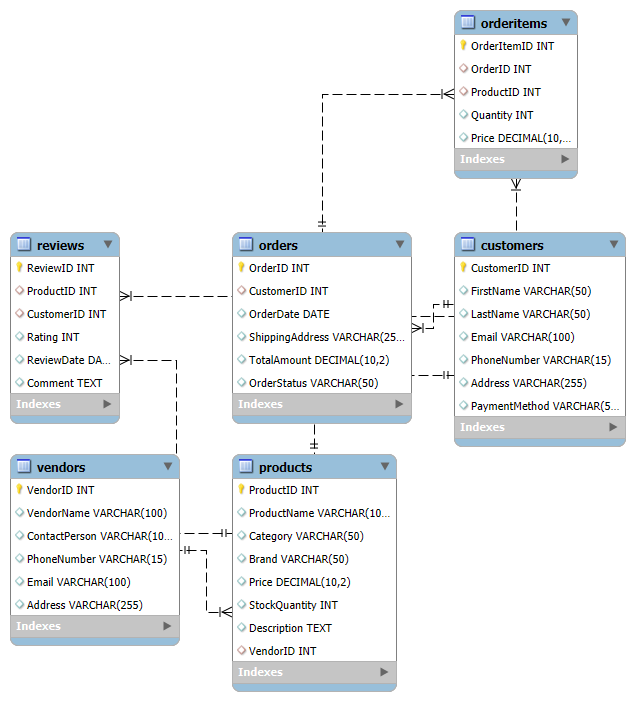 orderitems
OrderItemID INT
OrderID INT
ProductID INT
Quantity INT
Price DECIMAL(10,...
Indexes
reviews
ReviewID INT
ProductID INT
CustomerID INT
Rating INT
ReviewDate DA...
Comment TEXT
Indexes
orders
OrderID INT
CustomerID INT
OrderDate DATE
ShippingAddress VARCHAR(25...
TotalAmount DECIMAL(10,2)
OrderStatus VARCHAR(50)
Indexes
customers
CustomerID INT
FirstName VARCHAR(50)
LastName VARCHAR(50)
Email VARCHAR(100)
PhoneNumber VARCHAR(15)
Address VARCHAR(255)
PaymentMethod VARCHAR(5...
Indexes
vendors
VendorID INT
VendorName VARCHAR(100)
ContactPerson VARCHAR(10...
PhoneNumber VARCHAR(15)
Email VARCHAR(100)
Address VARCHAR(255)
Indexes
products
ProductID INT
ProductName VARCHAR(10...
Category VARCHAR(50)
Brand VARCHAR(50)
Price DECIMAL(10,2)
StockQuantity INT
Description TEXT
VendorID INT
Indexes